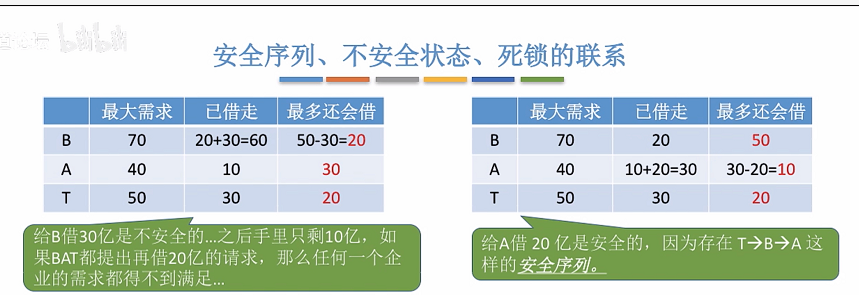 安全序列、不安全状态、死锁的联系
最大需求 已借走 最多还会借
B 70 20+30=60 50-30=20
A 40 10 30
T 50 30 20
给B借30亿是不安全的…之后手里只剩10亿，如
果BAT都提出再借20亿的请求，那么任何一个企
业的需求都得不到满足…
最大需求 已借走 最多还会借
B 70 20 50
A 40 10+20=30 30-20=10
T 50 30 20
给A借 20 亿是安全的，因为存在 T→B→A 这
样的安全序列。